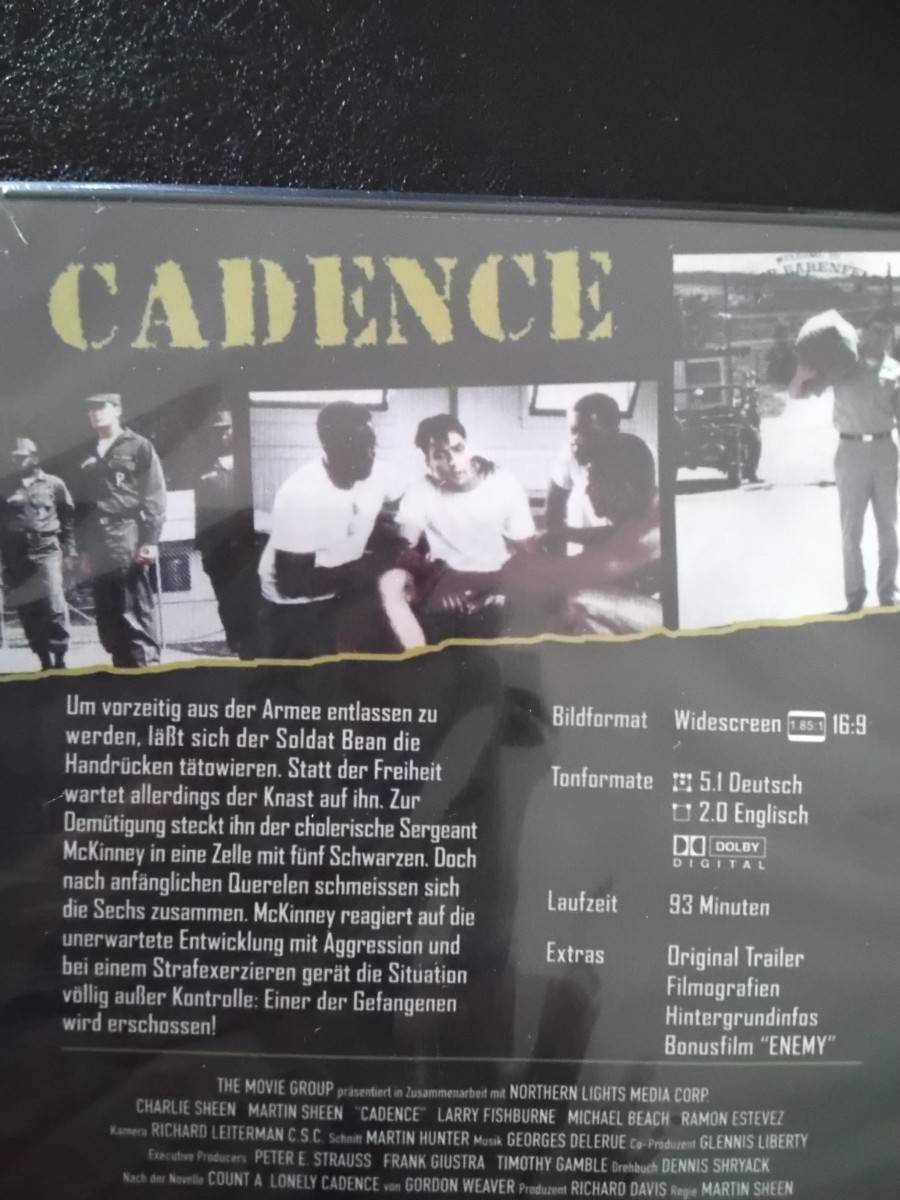 CADENCE
P
Um vorzeitig aus der Armee entlassen zu
werden, läßt sich der Soldat Bean die
Handrücken tätowieren. Statt der Freiheit
wartet allerdings der Knast auf ihn. Zur
Demütigung steckt ihn der cholerische Sergeant
McKinney in eine Zelle mit fünf Schwarzen. Doch
nach anfänglichen Querelen schmeissen sich
die Sechs zusammen. McKinney reagiert auf die
unerwartete Entwicklung mit Aggression und
bei einem Strafexerzieren gerät die Situation
völlig außer Kontrolle: Einer der Gefangenen
wird erschossen!
Bildformat Widescreen 1.85:1 16:9
Tonformate 5.1 Deutsch
2.0 Englisch
DOLBY
DIGITAL
Laufzeit 93 Minuten
Extras Original Trailer
Filmografien
Hintergrundinfos
Bonusfilm "ENEMY"
THE MOVIE GROUP präsentiert in Zusammenarbeit mit NORTHERN LIGHTS MEDIA CORP.
CHARLIE SHEEN MARTIN SHEEN "CADENCE" LARRY FISHBURNE MICHAEL BEACH RAMON ESTEVEZ
Kamera RICHARD LEITERMAN C.S.C. Schnitt MARTIN HUNTER Musik GEORGES DELERUE Co-Produzent GLENNIS LIBERTY
Executive Producers PETER E. STRAUSS FRANK GIUSTRA TIMOTHY GAMBLE Drehbuch DENNIS SHRYACK
Nach der Novelle COUNT A LONELY CADENCE von GORDON WEAVER Produzent RICHARD DAVIS Regie MARTIN SHEEN